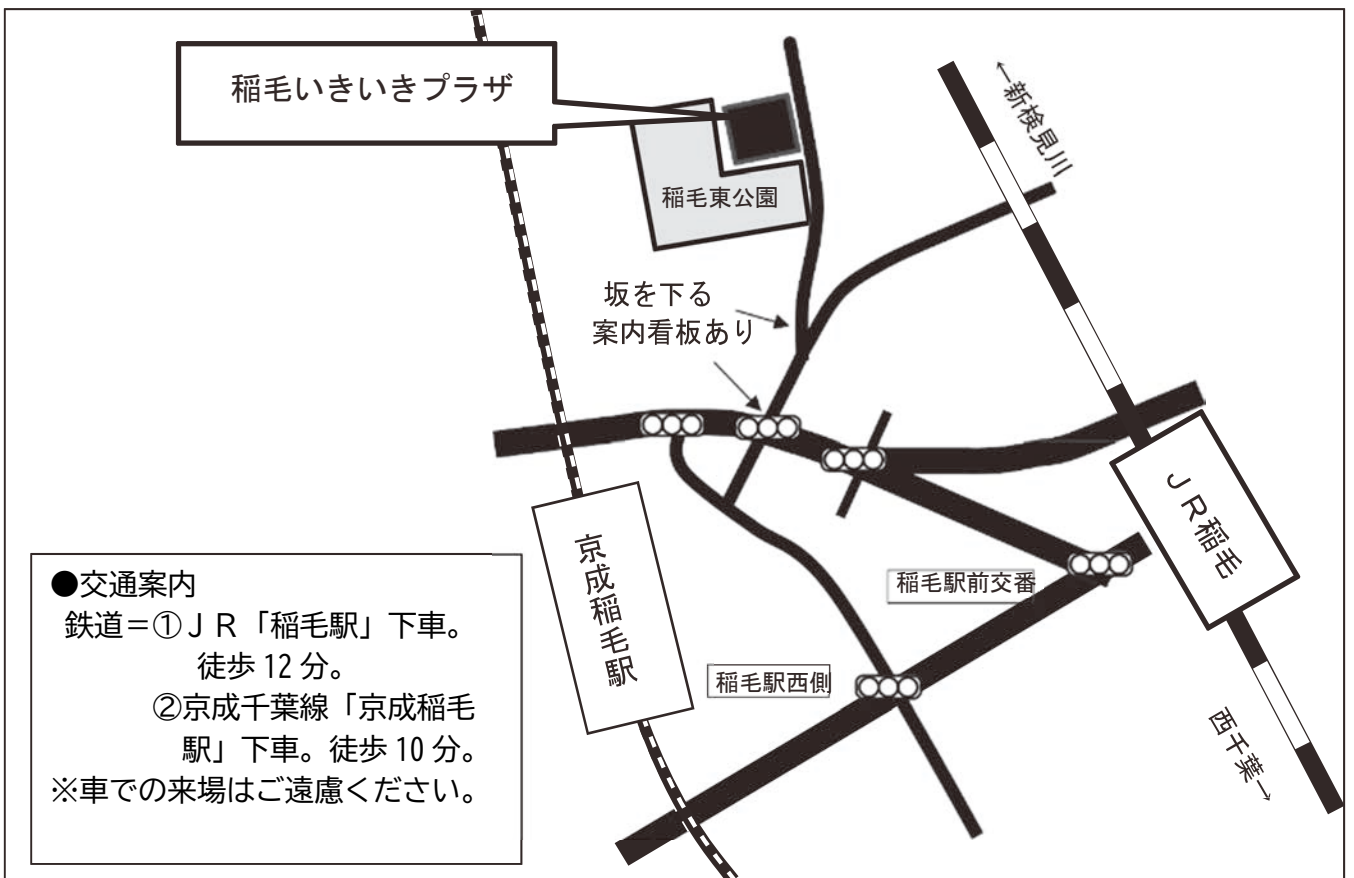 稲毛いきいきプラザ
←新検見川
稲毛東公園
坂を下る
案内看板あり
ＪＲ稲毛
京成稲毛駅
稲毛駅前交番
稲毛駅西側
西千葉→
●交通案内
鉄道＝①ＪＲ「稲毛駅」下車。
徒歩 12 分。
②京成千葉線「京成稲毛
駅」下車。徒歩 10 分。
※車での来場はご遠慮ください。